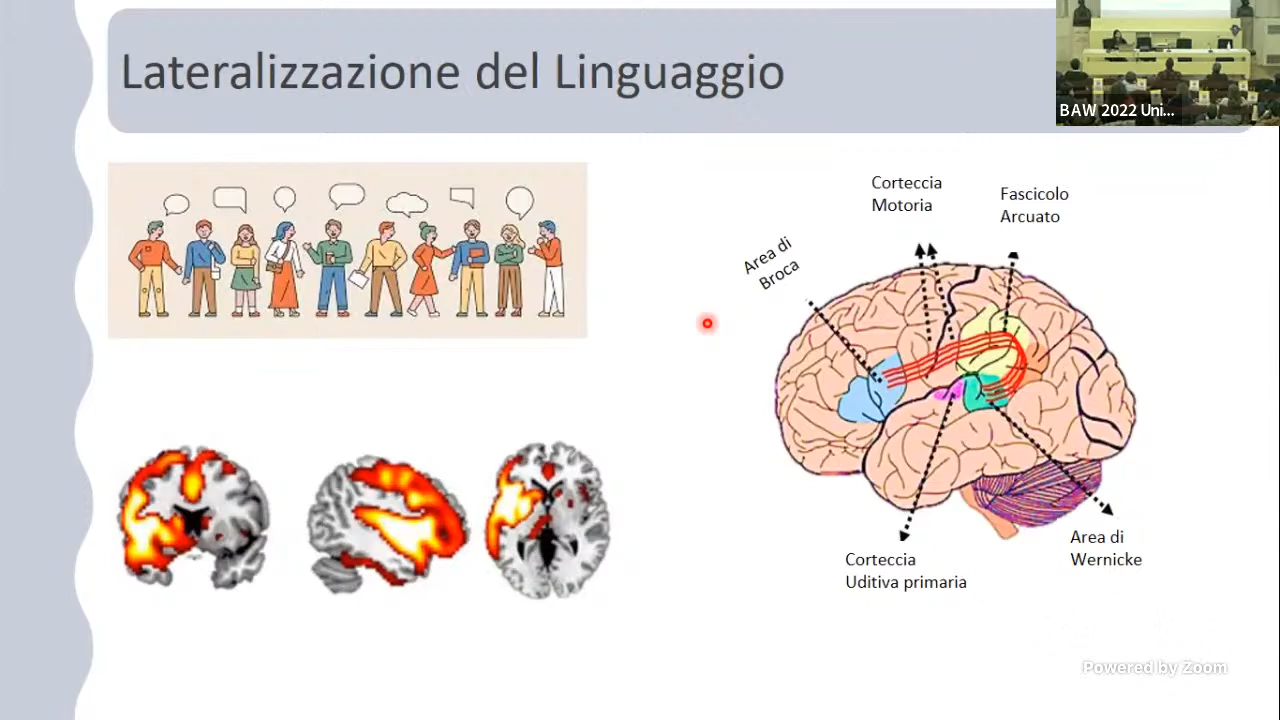 Lateralizzazione del Linguaggio
BAW 2022 Uni...
Corteccia
Motoria
Fascicolo
Arcuato
Area di
Broca
Corteccia
Uditiva primaria
Area di
Wernicke
Powered by Zoom